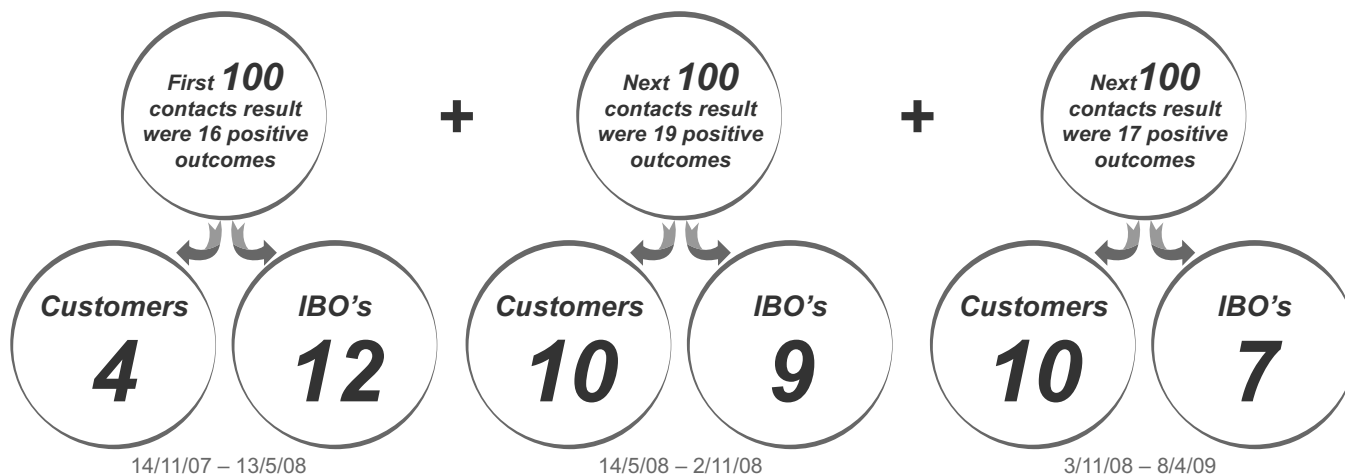 First 100
contacts result
were 16 positive
outcomes
+
Next 100
contacts result
were 19 positive
outcomes
+
Next 100
contacts result
were 17 positive
outcomes
Customers
4
IBO’s
12
Customers
10
IBO’s
9
Customers
10
IBO’s
7
14/11/07 – 13/5/08
14/5/08 – 2/11/08
3/11/08 – 8/4/09